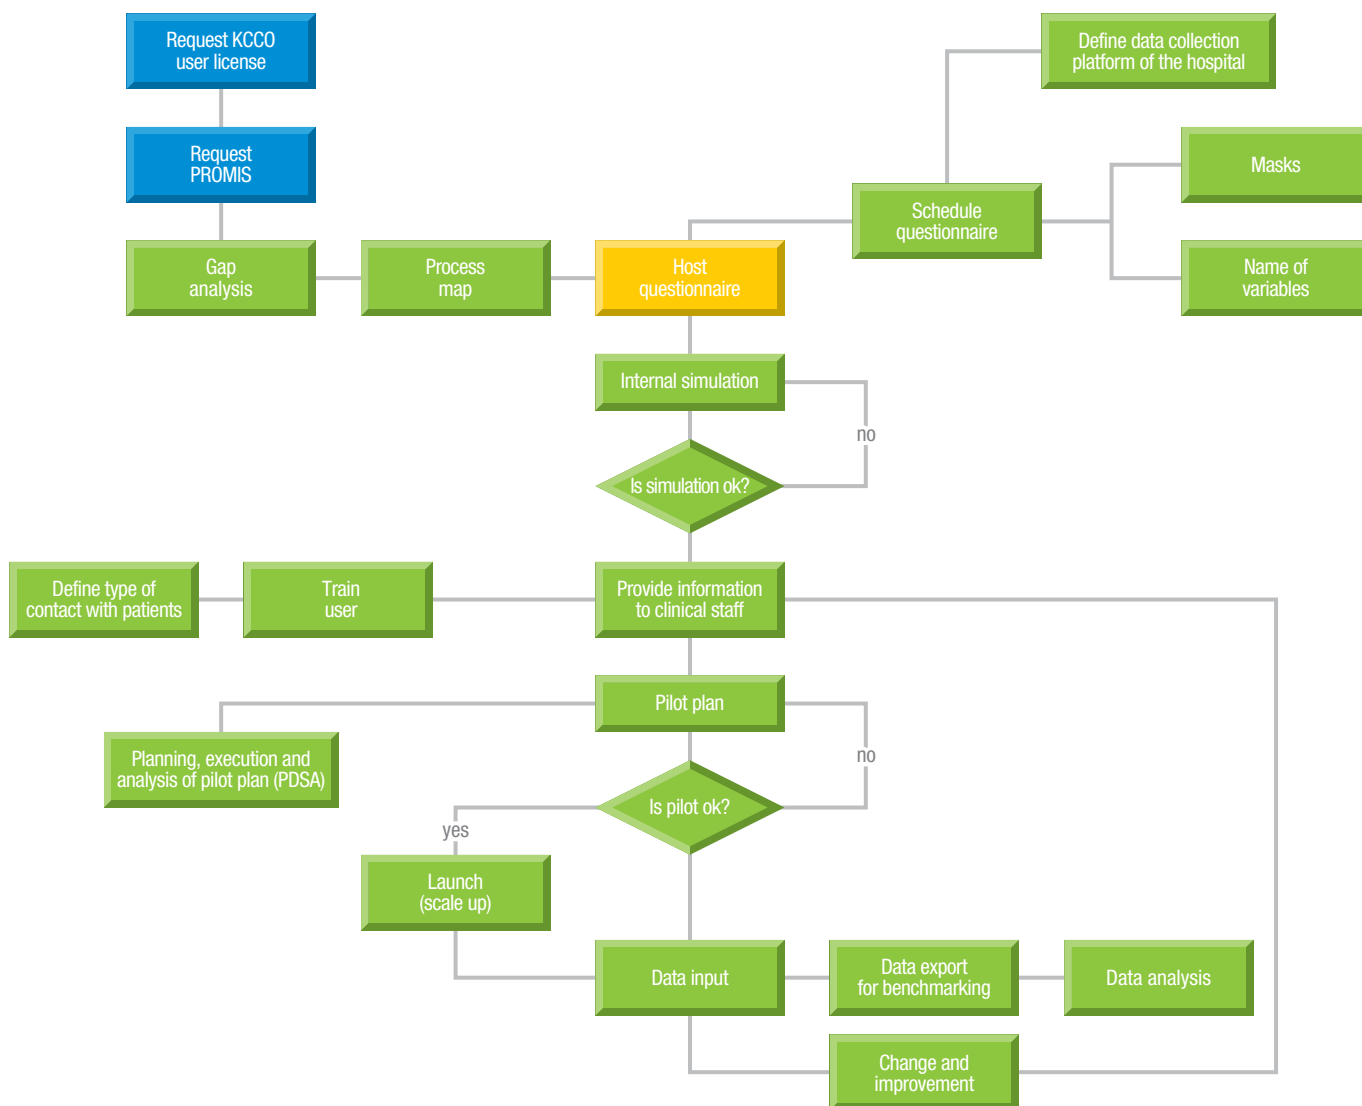 Request KCCO
user license
Define data collection
platform of the hospital
Request
PROMIS
Masks
Schedule
questionnaire
Gap
analysis
Process
map
Host
questionnaire
Name of
variables
Internal simulation
no
Is simulation ok?
Define type of
contact with patients
Train
user
Provide information
to clinical staff
Pilot plan
Planning, execution and
analysis of pilot plan (PDSA)
no
Is pilot ok?
yes
Launch
(scale up)
Data input
Data export
for benchmarking
Data analysis
Change and
improvement